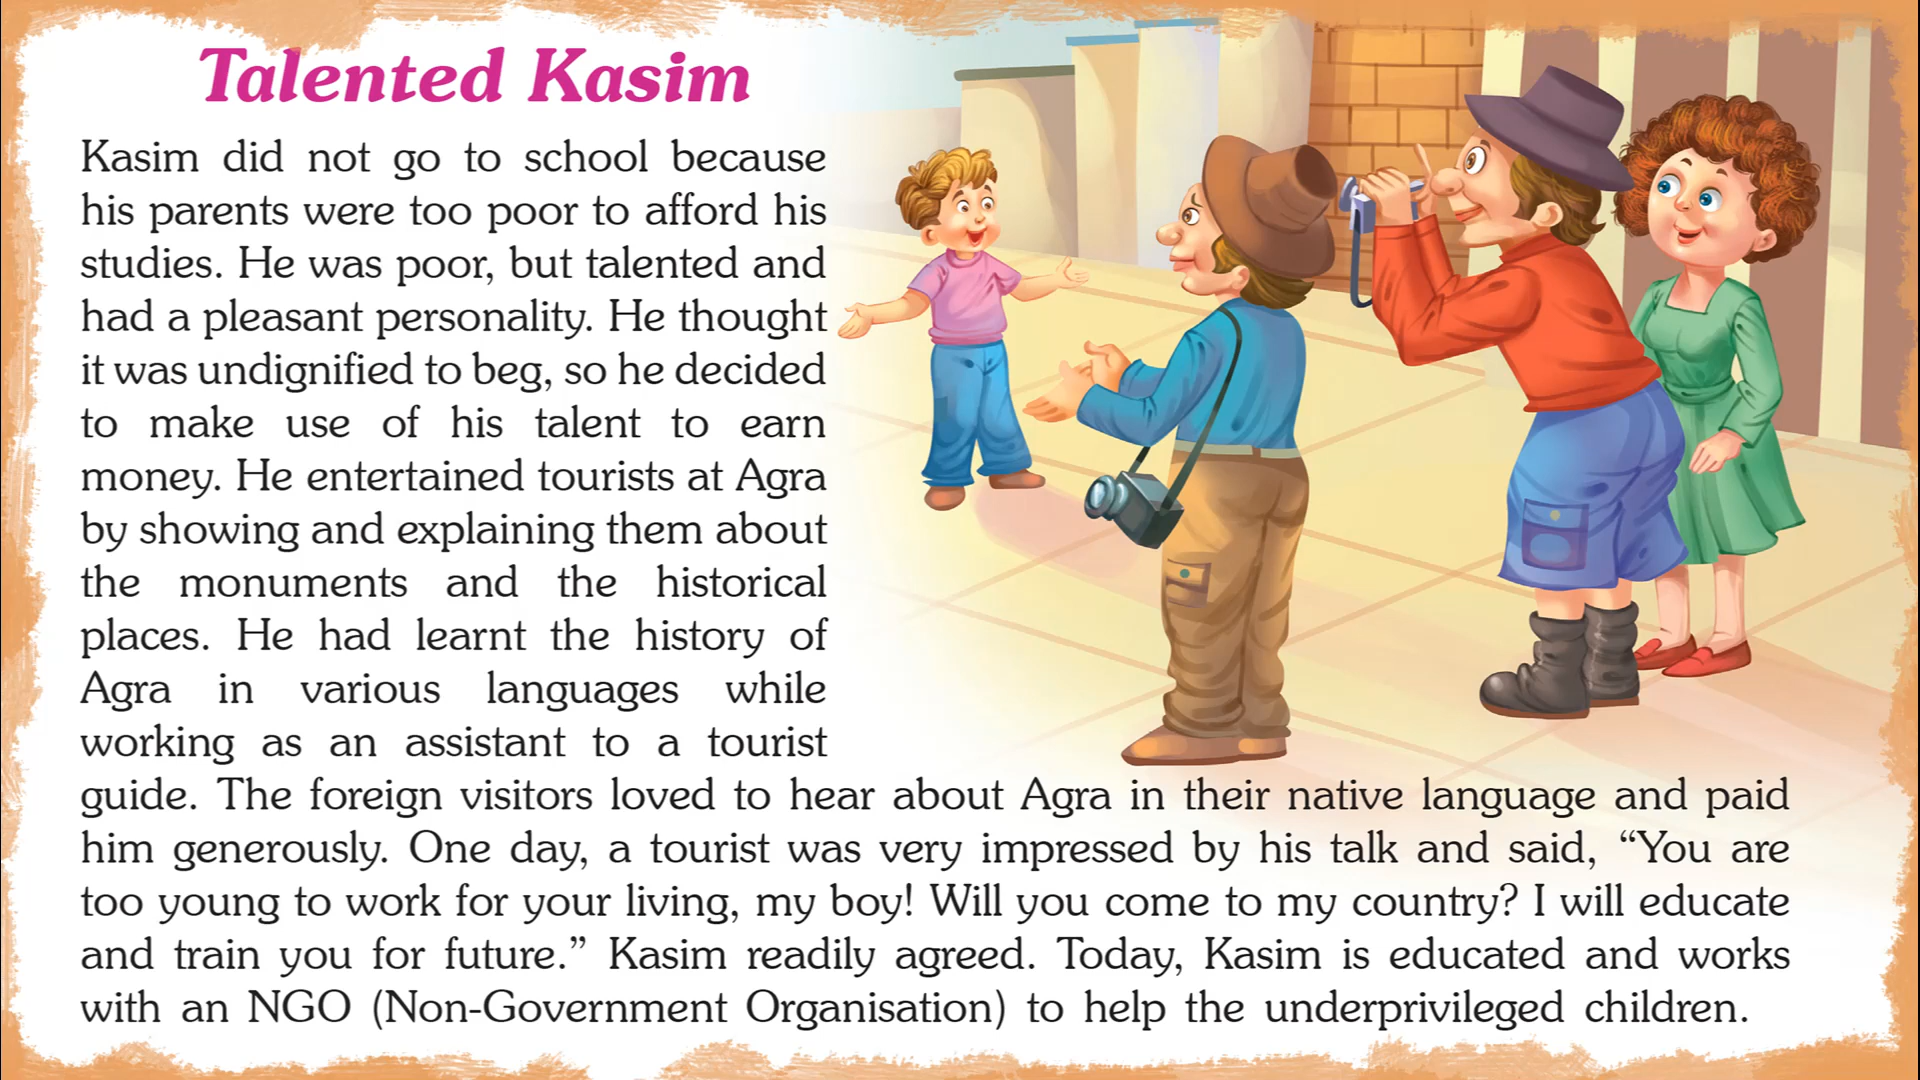 Talented Kasim
Kasim did not go to school because
his parents were too poor to afford his
studies. He was poor, but talented and
had a pleasant personality. He thought
it was undignified to beg, so he decided
to make use of his talent to earn
money. He entertained tourists at Agra
by showing and explaining them about
the monuments and the historical
places. He had learnt the history of
Agra in various languages while
working as an assistant to a tourist
guide. The foreign visitors loved to hear about Agra in their native language and paid
him generously. One day, a tourist was very impressed by his talk and said, “You are
too young to work for your living, my boy! Will you come to my country? I will educate
and train you for future.” Kasim readily agreed. Today, Kasim is educated and works
with an NGO (Non-Government Organisation) to help the underprivileged children.